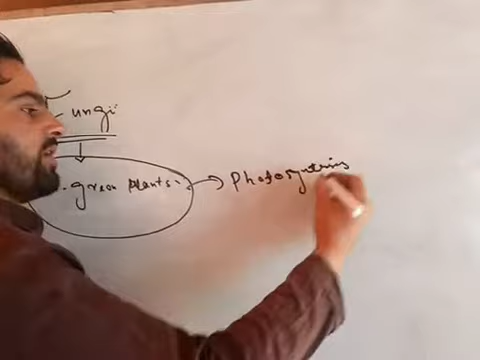 Fungi
green plants. → Photosynthesis